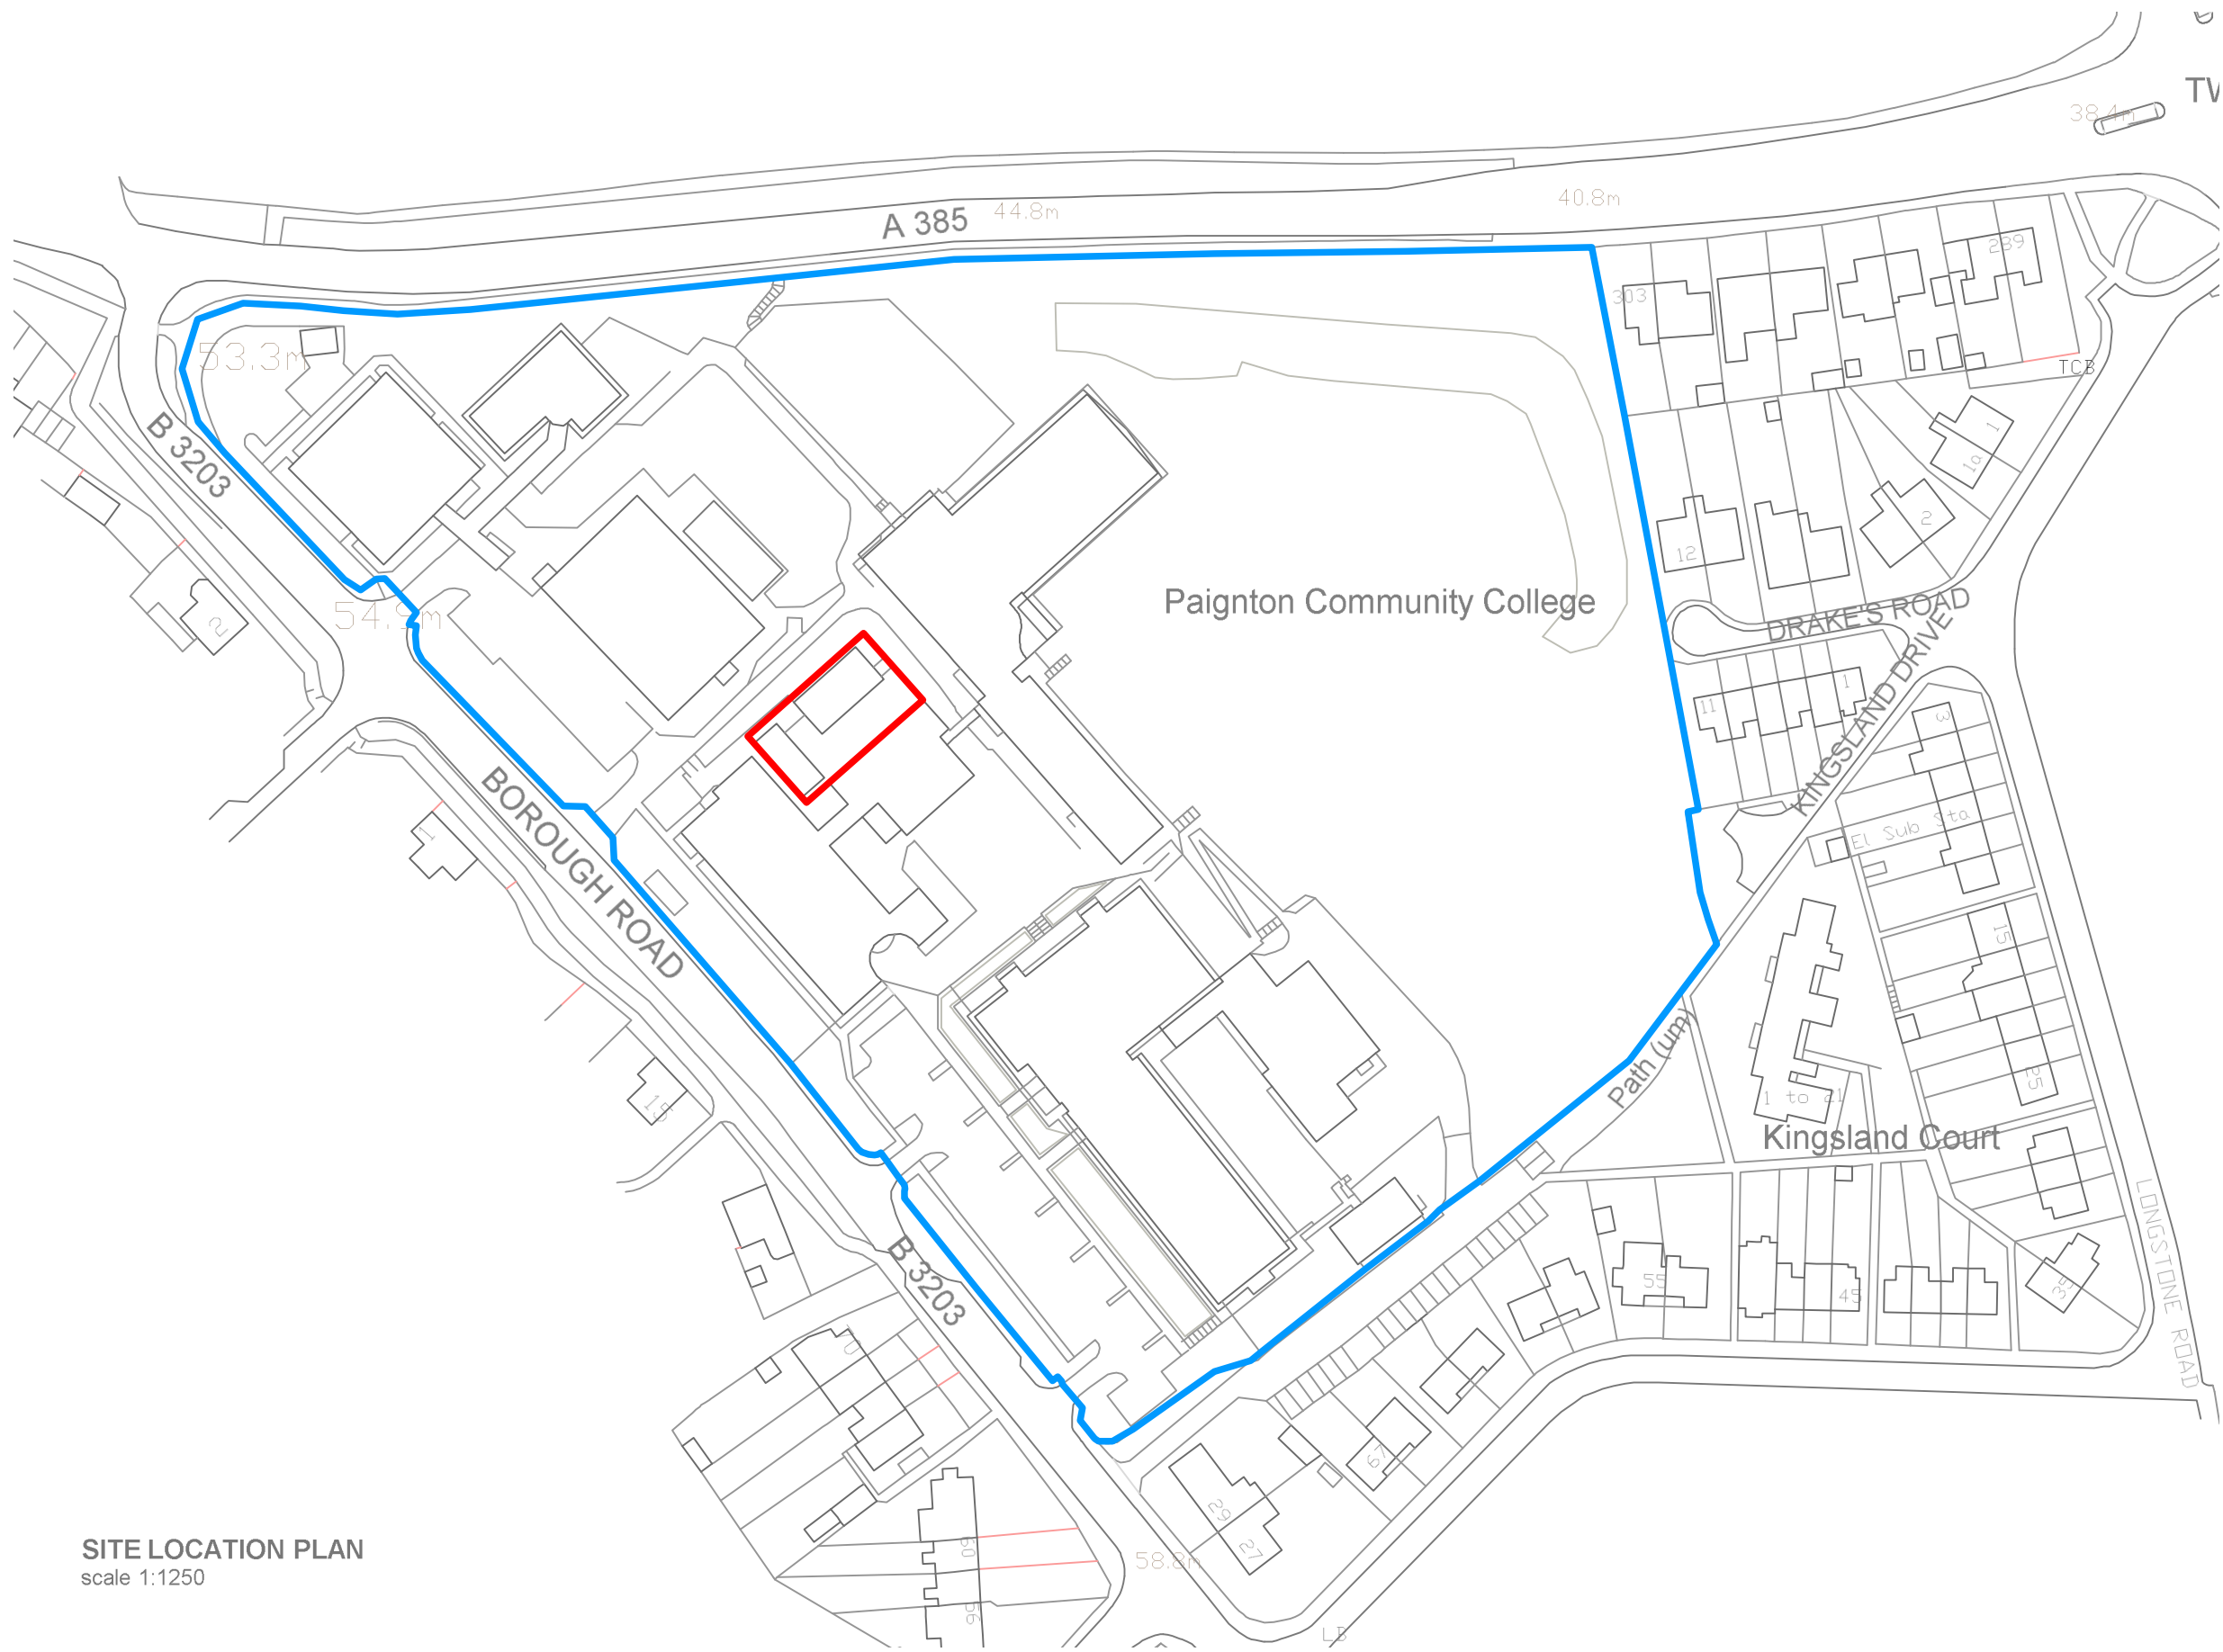 TW
38.4m
40.8m
44.8m
A 385
289
303
53.3m
TCB
B 3203
1
1a
2
12
Paignton Community College
DRAKE'S ROAD
54.9m
2
KINGSLAND DRIVE
1
11
3
BOROUGH ROAD
El Sub Sta
1
15
Path (um)
25
1 to 21
15
Kingsland Court
B 3203
LONGSTONE ROAD
55
45
35
67
29
27
60
58.8m
56
LB
SITE LOCATION PLAN
scale 1:1250